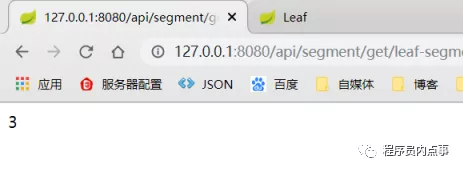 127.0.0.1:8080/api/segment/g
Leaf
127.0.0.1:8080/api/segment/get/leaf-segm
应用 服务器配置 JSON 百度 自媒体 博客
3
程序员内点事